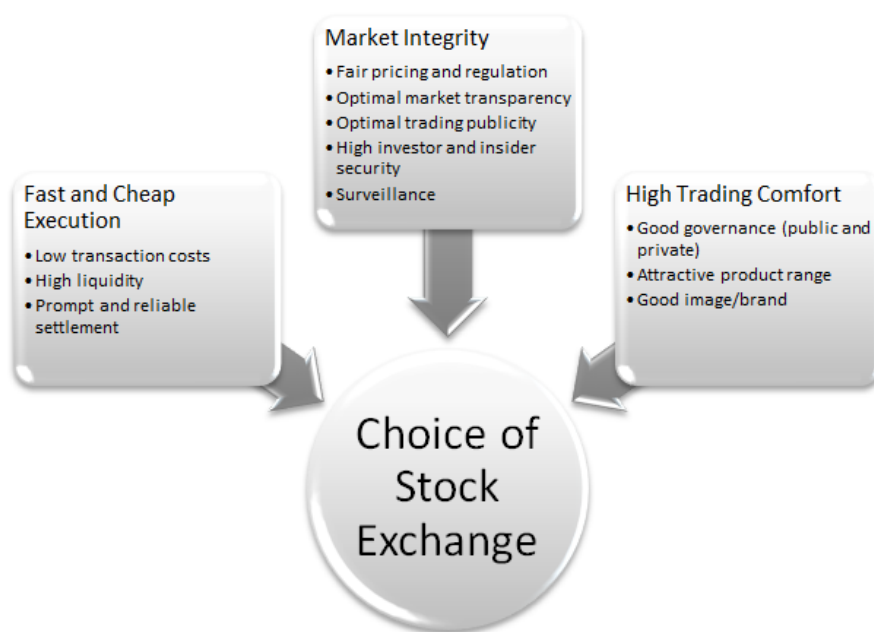 Market Integrity
• Fair pricing and regulation
• Optimal market transparency
• Optimal trading publicity
• High investor and insider
security
• Surveillance
Fast and Cheap
Execution
• Low transaction costs
• High liquidity
• Prompt and reliable
settlement
High Trading Comfort
• Good governance (public and
private)
• Attractive product range
• Good image/brand
Choice of
Stock
Exchange